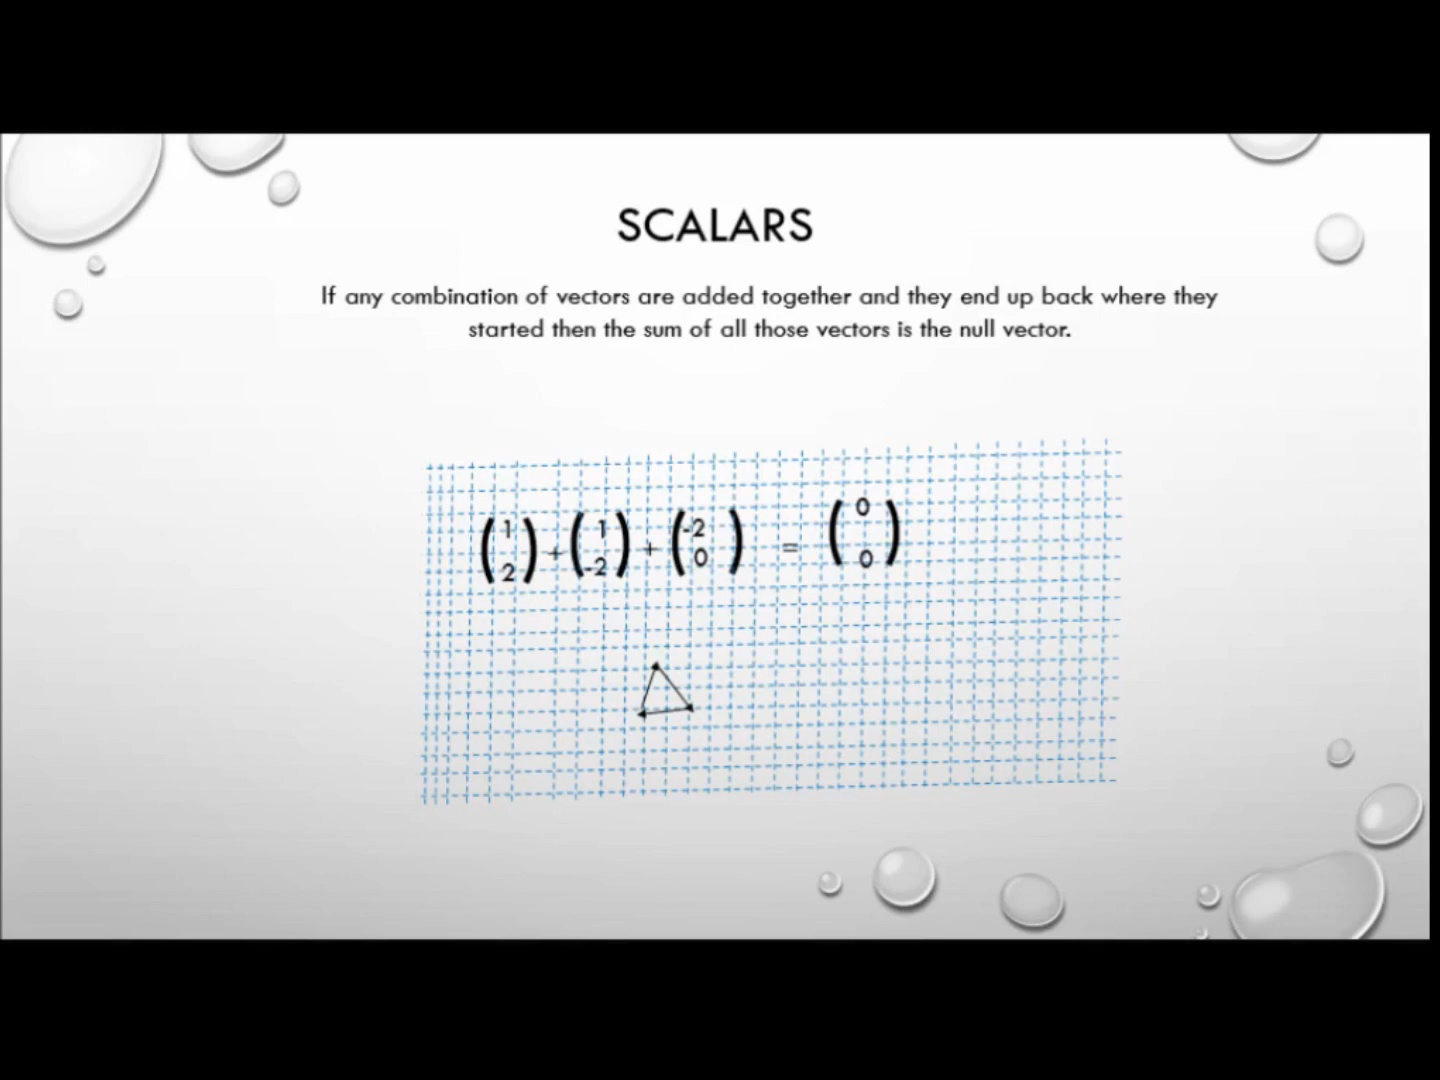 SCALARS
If any combination of vectors are added together and they end up back where they
started then the sum of all those vectors is the null vector.
(1 2) + (1 -2) + (-2 0) = (0 0)